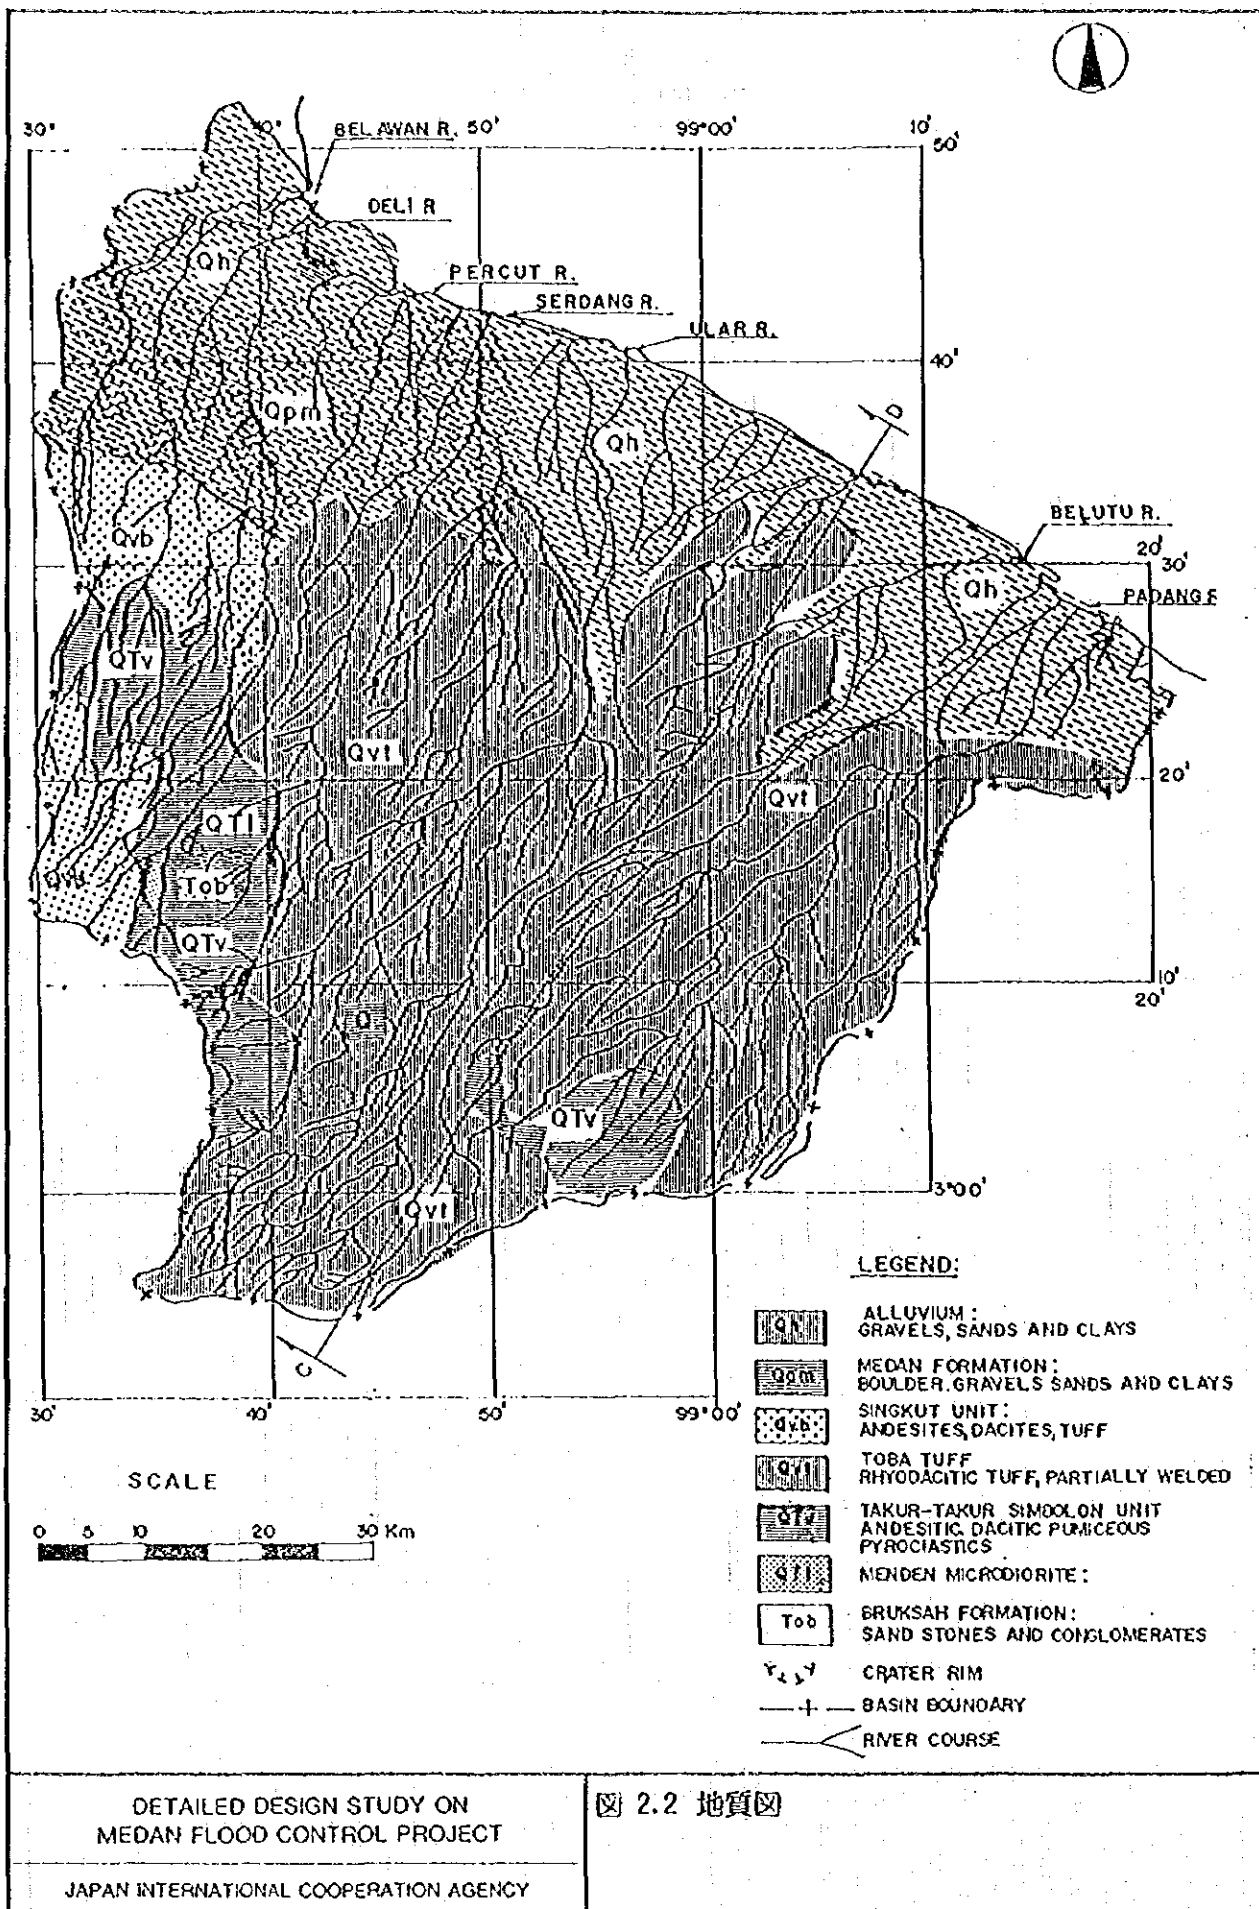 30'
40'
BELAWAN R.
50'
99°00'
10'
50'
DELI R
Qh
PERCUT R.
SERDANG R.
ULAR R.
40'
Qpm
D
Qh
BELUTU R.
Qvb
20'
30'
Qh
PADANG
QTv
Qvt
20'
Qvt
QTI
Tob
QTv
10'
20'
QTv
3°00'
Qvt
C
30'
40'
50'
99°00'
LEGEND:
Qh
ALLUVIUM:
GRAVELS, SANDS AND CLAYS
Qpm
MEDAN FORMATION:
BOULDER.GRAVELS SANDS AND CLAYS
Qvb
SINGKUT UNIT:
ANDESITES, DACITES, TUFF
Qvt
TOBA TUFF
RHYODACITIC TUFF, PARTIALLY WELDED
QTv
TAKUR-TAKUR SIMOOLON UNIT
ANDESITIC DACITIC PUMICEOUS
PYROCIASTICS
QTI
MENDEN MICRODIORITE:
Tob
BRUKSAH FORMATION:
SAND STONES AND CONGLOMERATES
CRATER RIM
BASIN BOUNDARY
RIVER COURSE
SCALE
0 5 10 20 30 Km
DETAILED DESIGN STUDY ON
MEDAN FLOOD CONTROL PROJECT
JAPAN INTERNATIONAL COOPERATION AGENCY
図 2.2 地質図